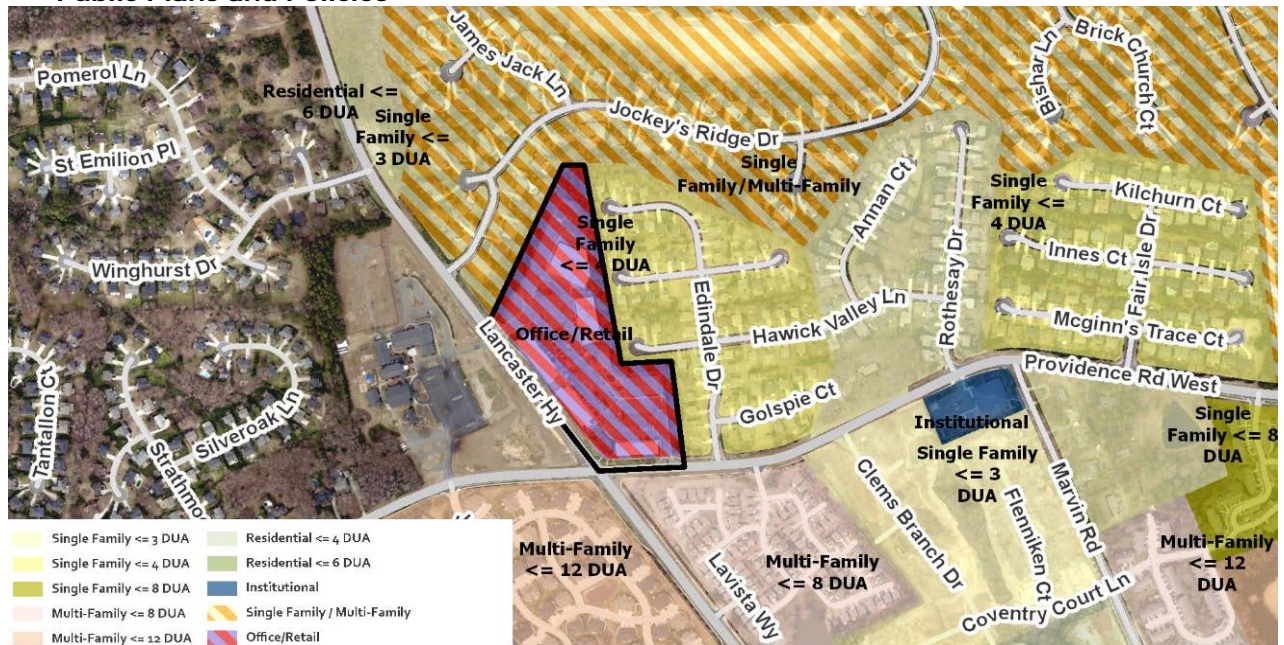 Public Plans and Policies
Pomerol Ln
St Emilion Pl
Winghurst Dr
Tantallon Ct
Silveroak Ln
Residential <=
6 DUA
Single
Family <=
3 DUA
James Jack Ln
Jockey's Ridge Dr
Single
Family/Multi-Family
Bishar Ln
Brick Church Ct
Single
Family
DUA
Office/Retail
Lancaster Hy
Edindale Dr
Annan Ct
Hawick Valley Ln
Rothesay Dr
Golspie Ct
Single
Family <=
4 DUA
Kilchurn Ct
Innes Ct
Fair Isle Dr
Mcginn's Trace Ct
Providence Rd West
Institutional
Single Family
<= 3
DUA
Single
Family <= 8
DUA
Clems Branch Dr
Flenniken Ct
Marvin Rd
Coventry Court Ln
Multi-Family
<= 12 DUA
Multi-Family
<= 8 DUA
Lavista Wy
Multi-Family
<= 12
DUA
Single Family <= 3 DUA
Single Family <= 4 DUA
Single Family <= 8 DUA
Multi-Family <= 8 DUA
Multi-Family <= 12 DUA
Residential <= 4 DUA
Residential <= 6 DUA
Institutional
Single Family / Multi-Family
Office/Retail